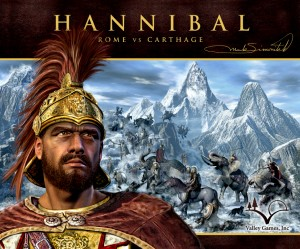 HANNIBAL
ROME VS CARTHAGE
Valley Games, Inc